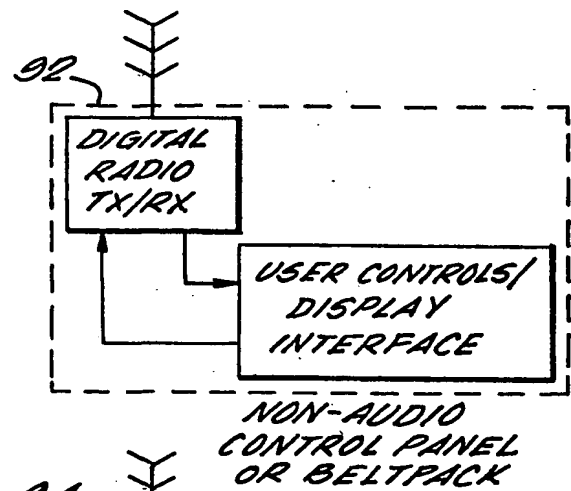 92
DIGITAL
RADIO
TX/RX
USER CONTROLS/
DISPLAY
INTERFACE
NON-AUDIO
CONTROL PANEL
OR BELTPACK